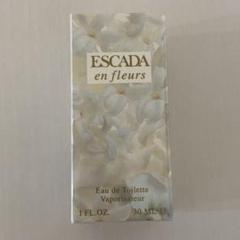 ESCADA
en fleurs
Eau de Toilette
Vaporisateur
1 FL.OZ. 30 ML